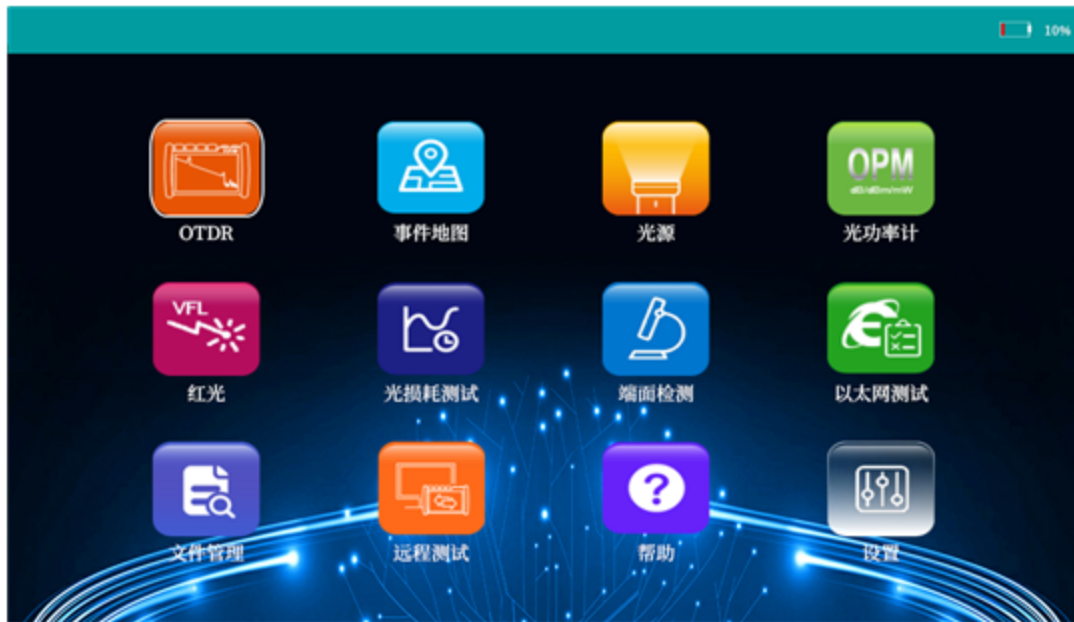 10%
OPM
dB/dBm/mW
OTDR
事件地图
光源
光功率计
VFL
红光
光损耗测试
端面检测
以太网测试
文件管理
远程测试
帮助
设置